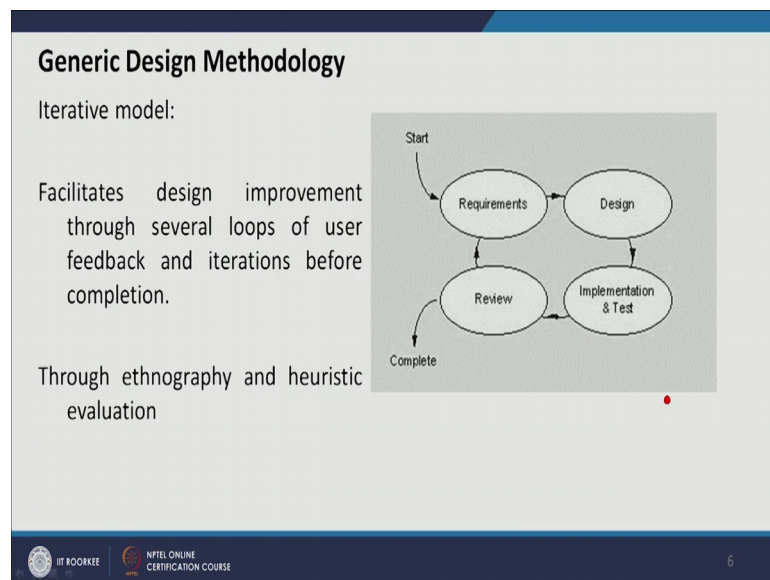 Generic Design Methodology
Iterative model:
Facilitates design improvement
through several loops of user
feedback and iterations before
completion.
Through ethnography and heuristic
evaluation
Start
Requirements
Design
Review
Implementation
& Test
Complete
IIT ROORKEE
NPTEL ONLINE
CERTIFICATION COURSE
6